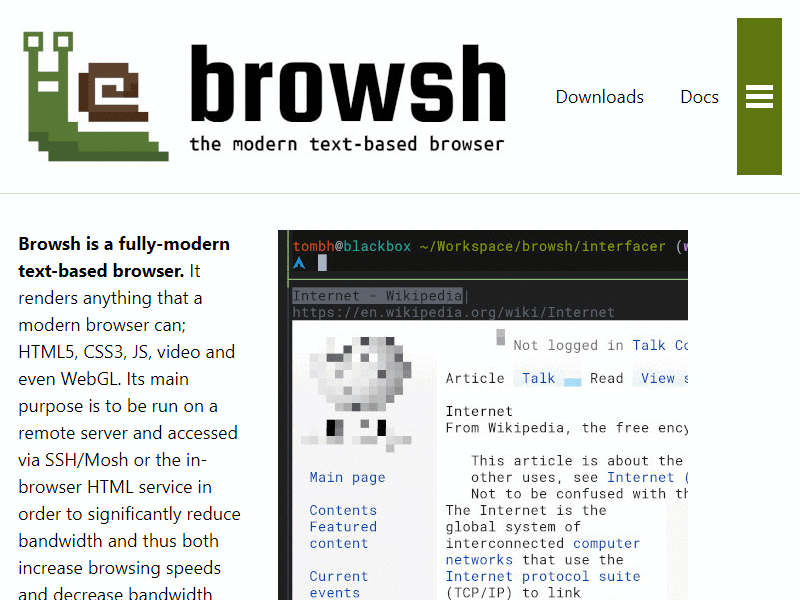 browsh
the modern text-based browser
Downloads
Docs
Browsh is a fully-modern
text-based browser. It
renders anything that a
modern browser can;
HTML5, CSS3, JS, video and
even WebGL. Its main
purpose is to be run on a
remote server and accessed
via SSH/Mosh or the in-
browser HTML service in
order to significantly reduce
bandwidth and thus both
increase browsing speeds
and decrease bandwidth
tombh@blackbox ~/Workspace/browsh/interfacer
Internet - Wikipedia
https://en.wikipedia.org/wiki/Internet
Not logged in Talk
Article Talk Read View
Internet
From Wikipedia, the free
This article is about the
other uses, see Internet (
Not to be confused with
The Internet is the
global system of
interconnected computer
networks that use the
Internet protocol suite
(TCP/IP) to link
Main page
Contents
Featured
content
Current
events